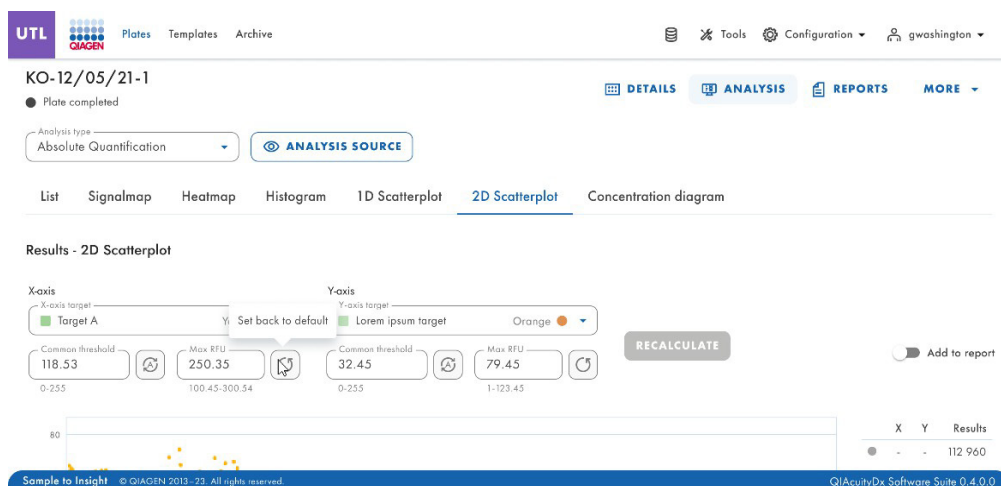 UTL
QIAGEN
Plates Templates Archive
Tools Configuration gwashington
KO-12/05/21-1
Plate completed
DETAILS ANALYSIS REPORTS MORE
Analysis type
Absolute Quantification
ANALYSIS SOURCE
List Signalmap Heatmap Histogram 1D Scatterplot 2D Scatterplot Concentration diagram
Results - 2D Scatterplot
X-axis Y-axis
X-axis target Y-axis target
Target A Set back to default Lorem ipsum target Orange
RECALCULATE
Common threshold Max RFU Common threshold Max RFU
118.53 A 250.35 32.45 A 79.45
Add to report
0-255 100.45-300.54 0-255 1-123.45
X Y Results
80
- - 112 960
Sample to Insight © QIAGEN 2013–23. All rights reserved. QIAcuityDx Software Suite 0.4.0.0